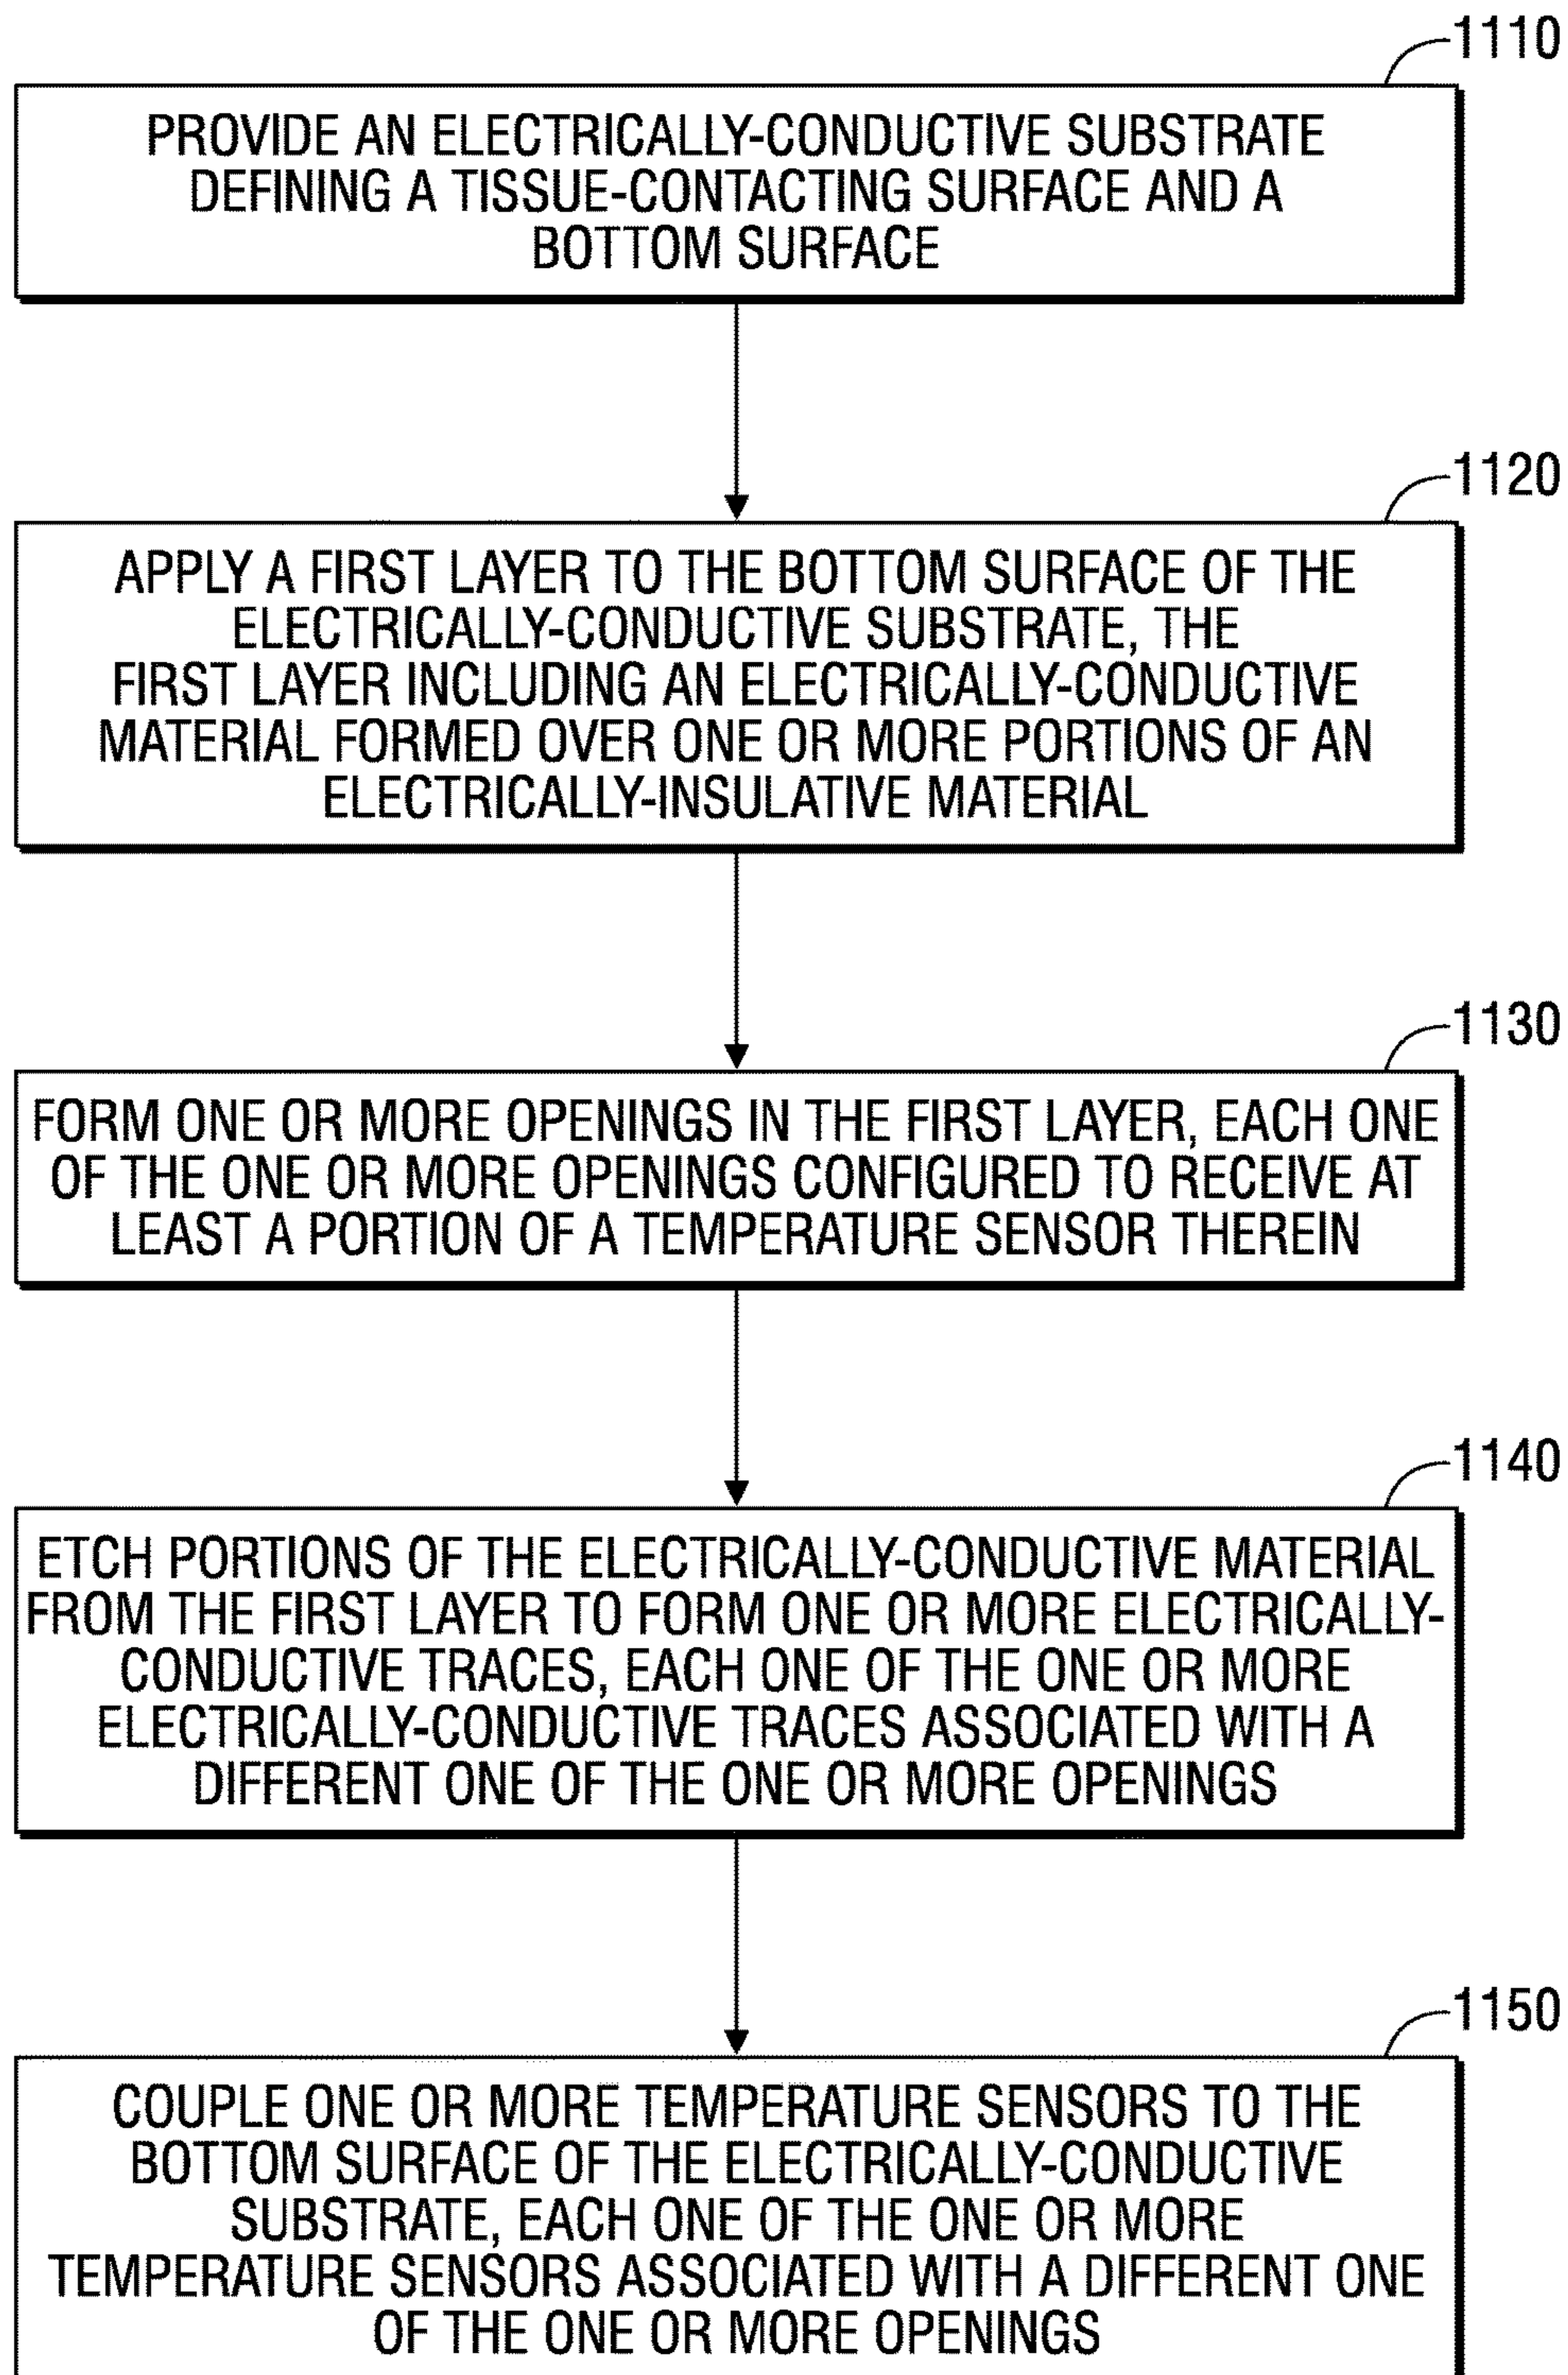 1110
PROVIDE AN ELECTRICALLY-CONDUCTIVE SUBSTRATE
DEFINING A TISSUE-CONTACTING SURFACE AND A
BOTTOM SURFACE
1120
APPLY A FIRST LAYER TO THE BOTTOM SURFACE OF THE
ELECTRICALLY-CONDUCTIVE SUBSTRATE, THE
FIRST LAYER INCLUDING AN ELECTRICALLY-CONDUCTIVE
MATERIAL FORMED OVER ONE OR MORE PORTIONS OF AN
ELECTRICALLY-INSULATIVE MATERIAL
1130
FORM ONE OR MORE OPENINGS IN THE FIRST LAYER, EACH ONE
OF THE ONE OR MORE OPENINGS CONFIGURED TO RECEIVE AT
LEAST A PORTION OF A TEMPERATURE SENSOR THEREIN
1140
ETCH PORTIONS OF THE ELECTRICALLY-CONDUCTIVE MATERIAL
FROM THE FIRST LAYER TO FORM ONE OR MORE ELECTRICALLY-
CONDUCTIVE TRACES, EACH ONE OF THE ONE OR MORE
ELECTRICALLY-CONDUCTIVE TRACES ASSOCIATED WITH A
DIFFERENT ONE OF THE ONE OR MORE OPENINGS
1150
COUPLE ONE OR MORE TEMPERATURE SENSORS TO THE
BOTTOM SURFACE OF THE ELECTRICALLY-CONDUCTIVE
SUBSTRATE, EACH ONE OF THE ONE OR MORE
TEMPERATURE SENSORS ASSOCIATED WITH A DIFFERENT ONE
OF THE ONE OR MORE OPENINGS